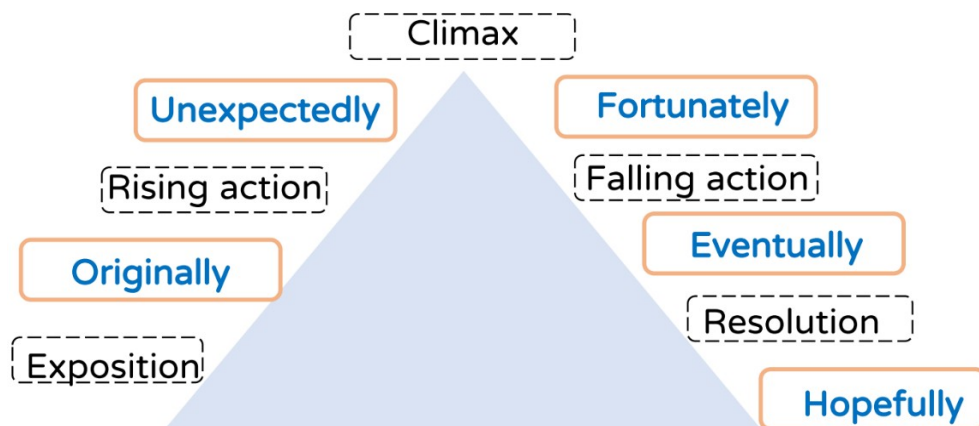 Climax
Unexpectedly
Fortunately
Rising action
Falling action
Originally
Eventually
Exposition
Resolution
Hopefully